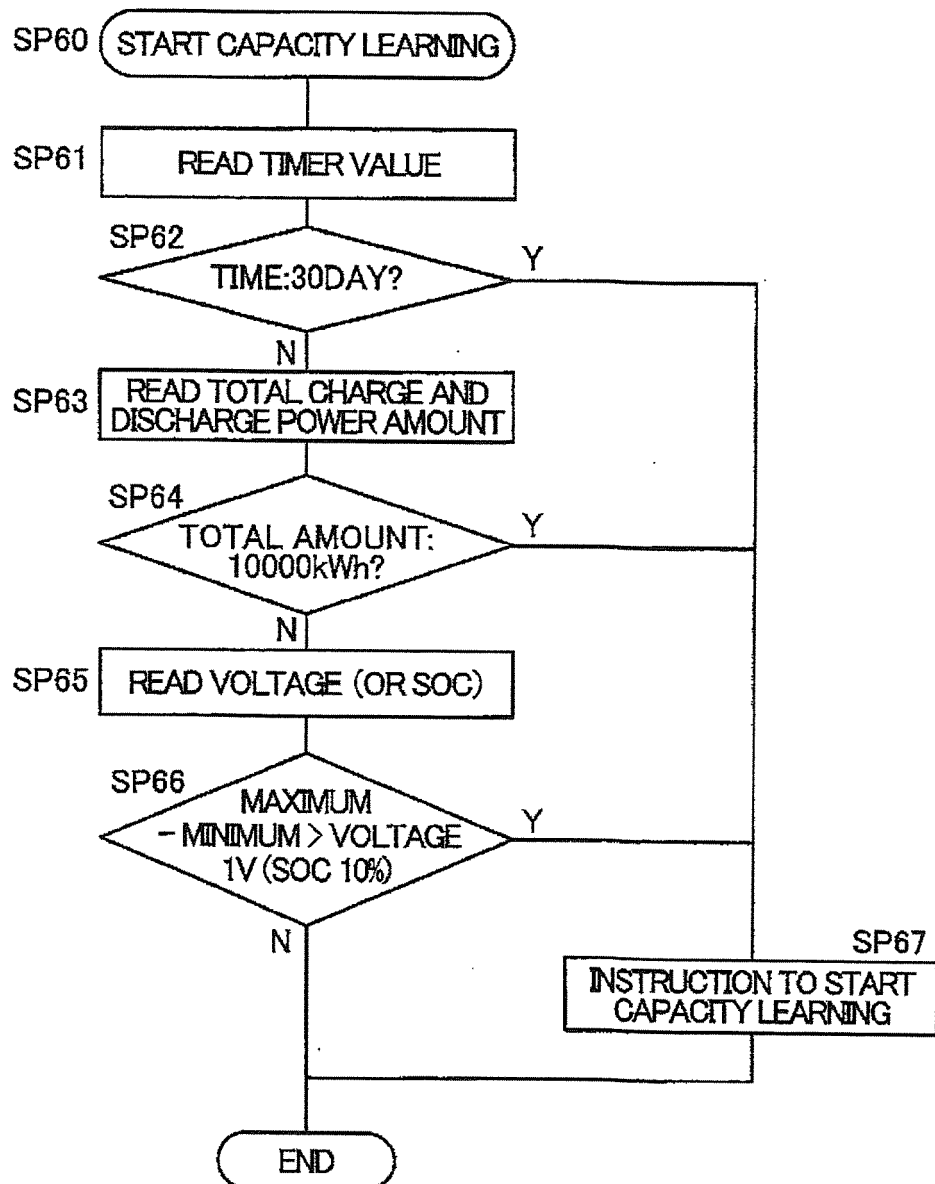 SP60
START CAPACITY LEARNING
SP61
READ TIMER VALUE
SP62
TIME:30DAY?
Y
N
SP63
READ TOTAL CHARGE AND
DISCHARGE POWER AMOUNT
SP64
TOTAL AMOUNT:
10000kWh?
Y
N
SP65
READ VOLTAGE (OR SOC)
SP66
MAXIMUM
- MINIMUM > VOLTAGE
1V (SOC 10%)
Y
N
SP67
INSTRUCTION TO START
CAPACITY LEARNING
END